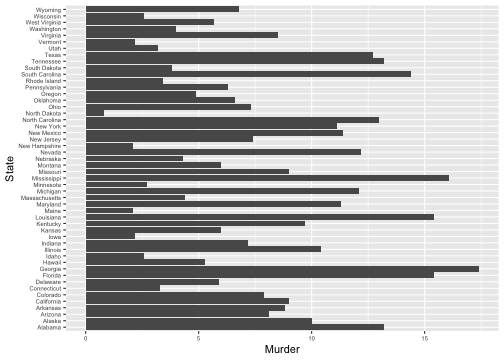 Wyoming
Wisconsin
West Virginia
Washington
Virginia
Vermont
Utah
Texas
Tennessee
South Dakota
South Carolina
Rhode Island
Pennsylvania
Oregon
Oklahoma
Ohio
North Dakota
North Carolina
New York
New Mexico
New Jersey
New Hampshire
Nevada
Nebraska
Montana
Missouri
Mississippi
Minnesota
Michigan
Massachusetts
Maryland
Maine
Louisiana
Kentucky
Kansas
Iowa
Indiana
Illinois
Idaho
Hawaii
Georgia
Florida
Delaware
Connecticut
Colorado
California
Arkansas
Arizona
Alaska
Alabama
State
0 5 10 15
Murder